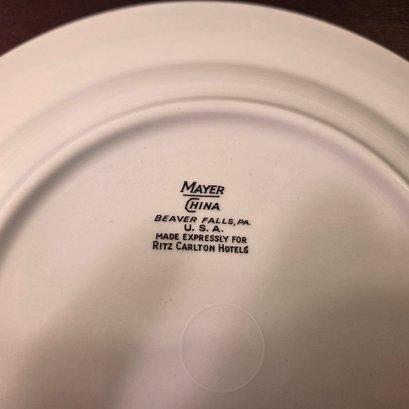 MAYER
CHINA
BEAVER FALLS, PA.
U. S. A.
MADE EXPRESSLY FOR
RITZ CARLTON HOTELS